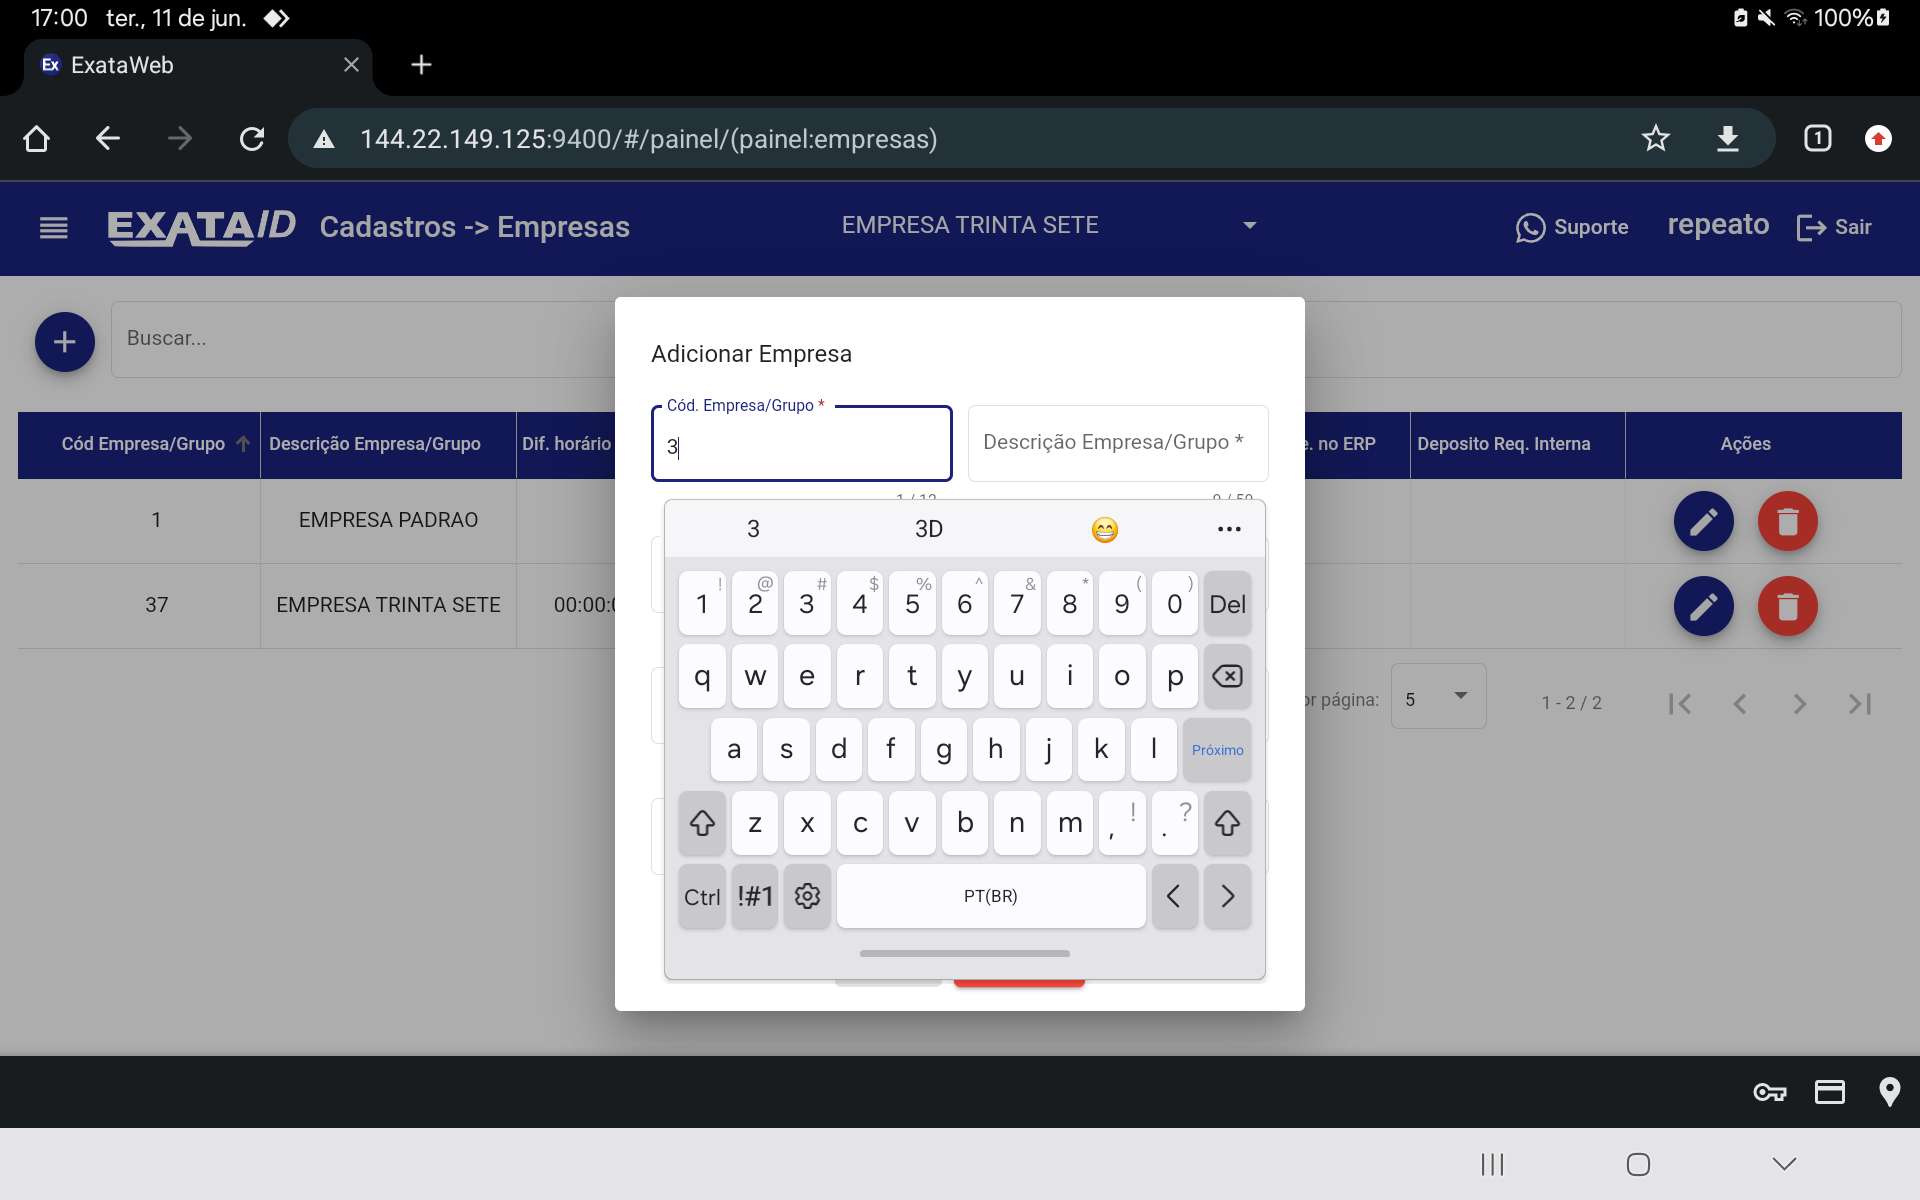 17:00 ter., 11 de jun. 100%
Ex ExataWeb
144.22.149.125:9400/#/painel/(painel:empresas) 1
EXATA/D Cadastros -> Empresas EMPRESA TRINTA SETE Suporte repeato Sair
Buscar...
Adicionar Empresa
Cód. Empresa/Grupo *
3
Descrição Empresa/Grupo *
1 / 12 0 / 50
Cód Empresa/Grupo Descrição Empresa/Grupo Dif. horário e. no ERP Deposito Req. Interna Ações
1 EMPRESA PADRAO
37 EMPRESA TRINTA SETE 00:00:0
or página: 5 1 - 2 / 2
3 3D
! @ # $ % ^ & * ( )
1 2 3 4 5 6 7 8 9 0 Del
q w e r t y u i o p
a s d f g h j k l Próximo
z x c v b n m , ! . ?
Ctrl !#1 PT(BR) < >